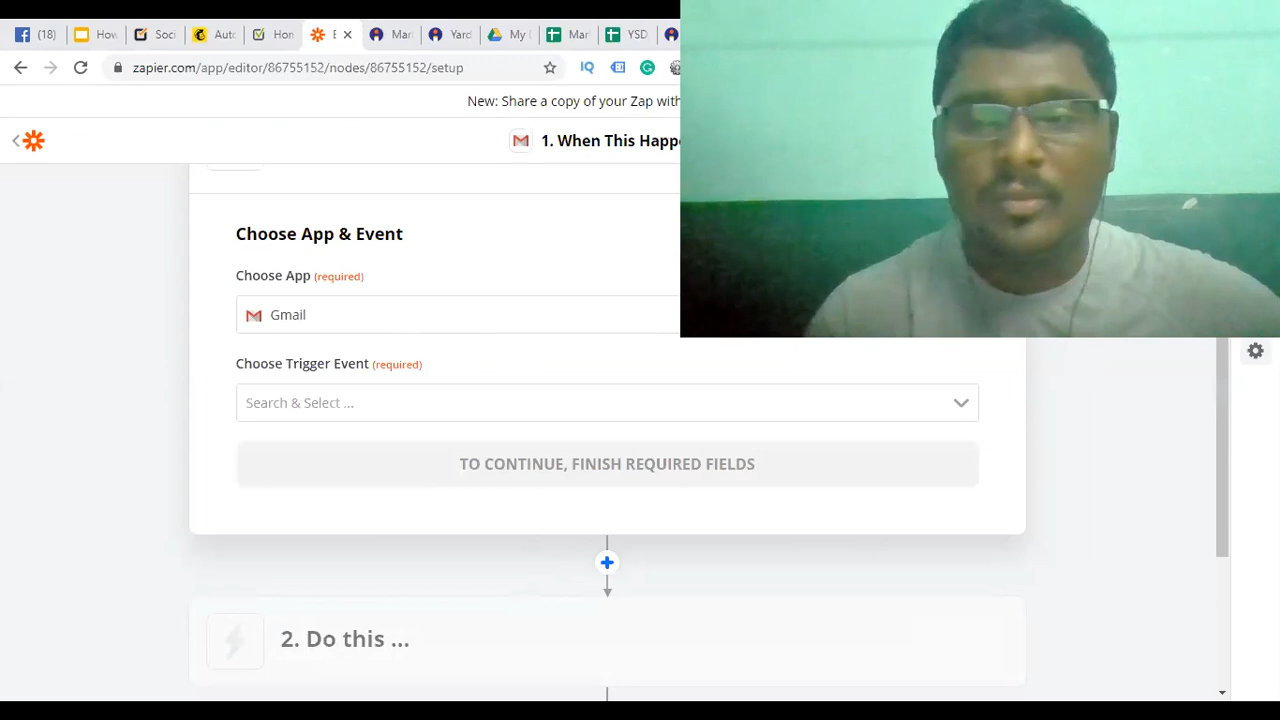 (18)
How
Soci
Auto
Hon
E
Mar
Yard
My I
Mar
YSD
zapier.com/app/editor/86755152/nodes/86755152/setup
IQ
New: Share a copy of your Zap with
1. When This Happe
Choose App & Event
Choose App (required)
Gmail
Choose Trigger Event (required)
Search & Select ...
TO CONTINUE, FINISH REQUIRED FIELDS
2. Do this ...